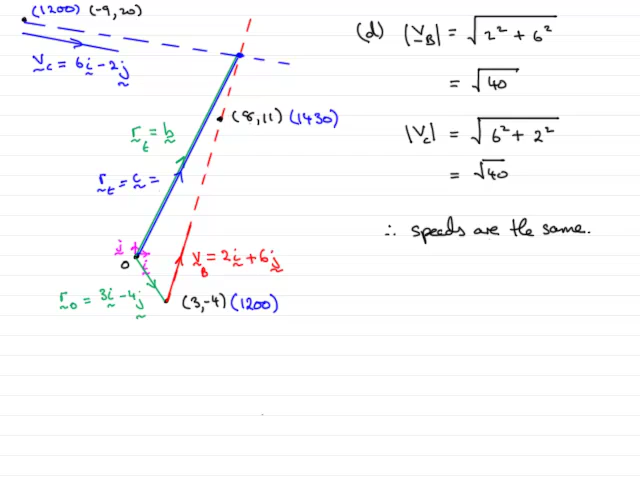 (1200) (-9,20)
v_c = 6i - 2j
(8,11) (1430)
r_t = b
r_t = c =
j
i
O
v_B = 2i + 6j
r_0 = 3i - 4j
(3,-4) (1200)
(d) |V_B| = √(2² + 6²)
= √40
|V_c| = √(6² + 2²)
= √40
∴ speeds are the same.